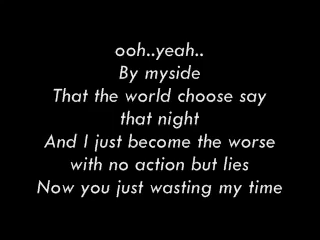 ooh..yeah..
By myside
That the world choose say
that night
And I just become the worse
with no action but lies
Now you just wasting my time